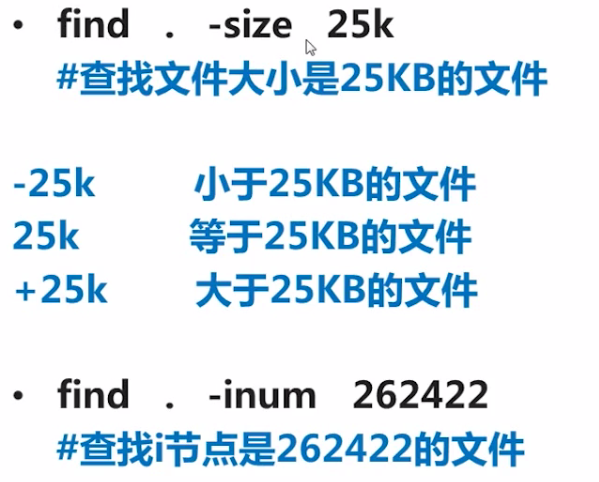 • find . -size 25k
#查找文件大小是25KB的文件
-25k 小于25KB的文件
25k 等于25KB的文件
+25k 大于25KB的文件
• find . -inum 262422
#查找i节点是262422的文件